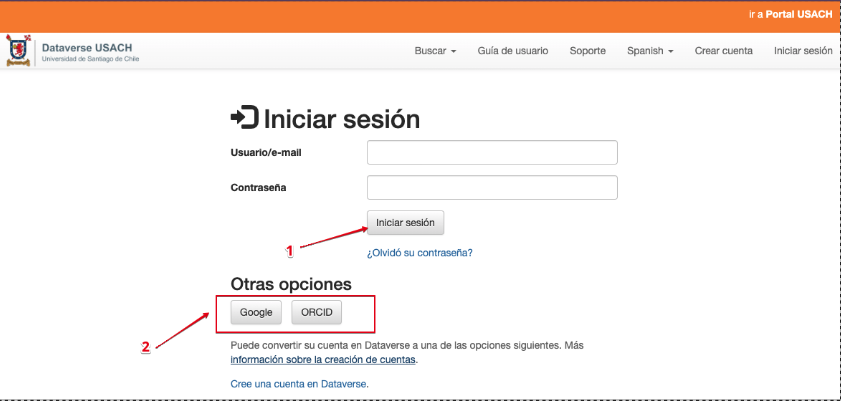 Ir a Portal USACH
Dataverse USACH
Universidad de Santiago de Chile
Buscar Guía de usuario Soporte Spanish Crear cuenta Iniciar sesión
Iniciar sesión
Usuario/e-mail
Contraseña
Iniciar sesión
1
¿Olvidó su contraseña?
Otras opciones
Google ORCID
2
Puede convertir su cuenta en Dataverse a una de las opciones siguientes. Más
información sobre la creación de cuentas.
Cree una cuenta en Dataverse.